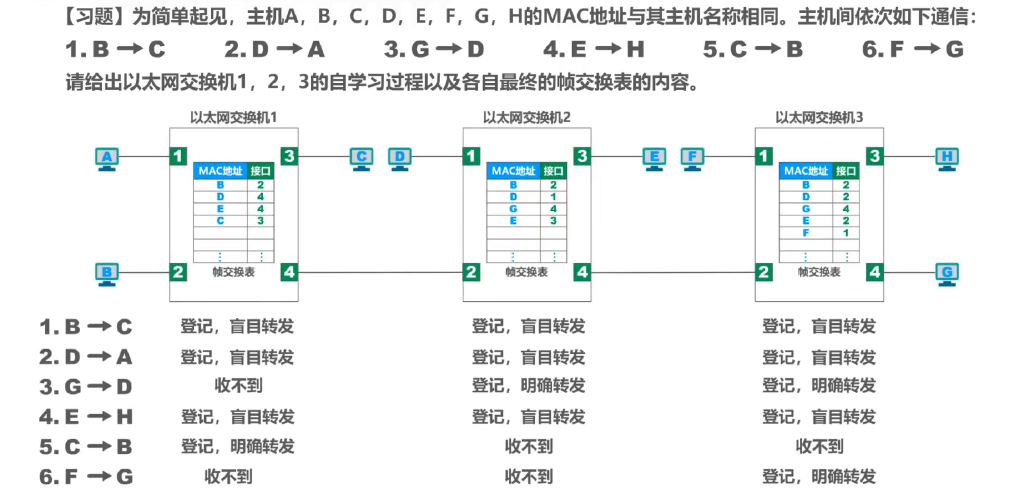 【习题】为简单起见，主机A，B，C，D，E，F，G，H的MAC地址与其主机名称相同。主机间依次如下通信：
1. B → C 2. D → A 3. G → D 4. E → H 5. C → B 6. F → G
请给出以太网交换机1，2，3的自学习过程以及各自最终的帧交换表的内容。
以太网交换机1 以太网交换机2 以太网交换机3
A 1 3 C D 1 3 E F 1 3 H
MAC地址 接口 MAC地址 接口 MAC地址 接口
B 2 B 2 B 2
D 4 D 1 D 2
E 4 G 4 G 4
C 3 E 3 E 2
F 1
⋮ ⋮ ⋮ ⋮ ⋮ ⋮
B 2 帧交换表 4 2 帧交换表 4 2 帧交换表 4 G
1. B → C 登记，盲目转发 登记，盲目转发 登记，盲目转发
2. D → A 登记，盲目转发 登记，盲目转发 登记，盲目转发
3. G → D 收不到 登记，明确转发 登记，明确转发
4. E → H 登记，盲目转发 登记，盲目转发 登记，盲目转发
5. C → B 登记，明确转发 收不到 收不到
6. F → G 收不到 收不到 登记，明确转发